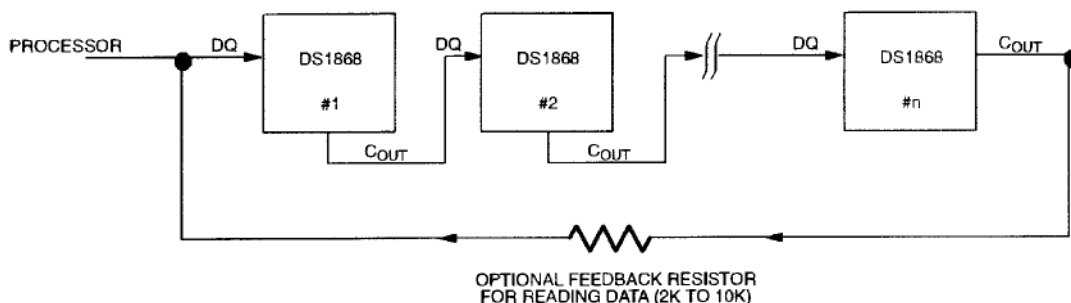 PROCESSOR
DQ
DS1868
#1
COUT
DQ
DS1868
#2
COUT
DQ
DS1868
#n
COUT
OPTIONAL FEEDBACK RESISTOR
FOR READING DATA (2K TO 10K)